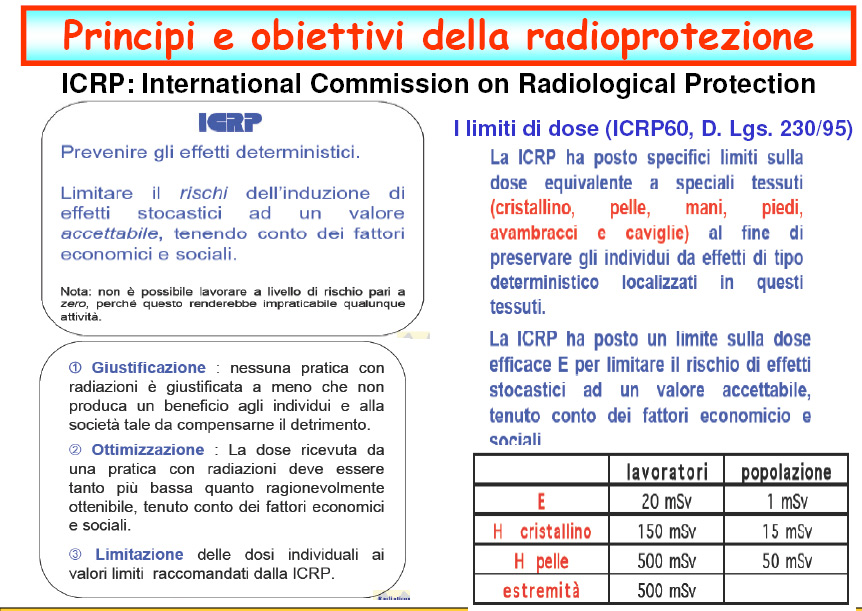 Principi e obiettivi della radioprotezione
ICRP: International Commission on Radiological Protection
ICRP
Prevenire gli effetti deterministici.
Limitare il rischi dell'induzione di
effetti stocastici ad un valore
accettabile, tenendo conto dei fattori
economici e sociali.
Nota: non è possibile lavorare a livello di rischio pari a
zero, perché questo renderebbe impraticabile qualunque
attività.
① Giustificazione : nessuna pratica con
radiazioni è giustificata a meno che non
produca un beneficio agli individui e alla
società tale da compensarne il detrimento.
② Ottimizzazione : La dose ricevuta da
una pratica con radiazioni deve essere
tanto più bassa quanto ragionevolmente
ottenibile, tenuto conto dei fattori economici
e sociali.
③ Limitazione delle dosi individuali ai
valori limiti raccomandati dalla ICRP.
I limiti di dose (ICRP60, D. Lgs. 230/95)
La ICRP ha posto specifici limiti sulla
dose equivalente a speciali tessuti
(cristallino, pelle, mani, piedi,
avambracci e caviglie) al fine di
preservare gli individui da effetti di tipo
deterministico localizzati in questi
tessuti.
La ICRP ha posto un limite sulla dose
efficace E per limitare il rischio di effetti
stocastici ad un valore accettabile,
tenuto conto dei fattori economicio e
sociali
lavoratori popolazione
E 20 mSv 1 mSv
H cristallino 150 mSv 15 mSv
H pelle 500 mSv 50 mSv
estremità 500 mSv